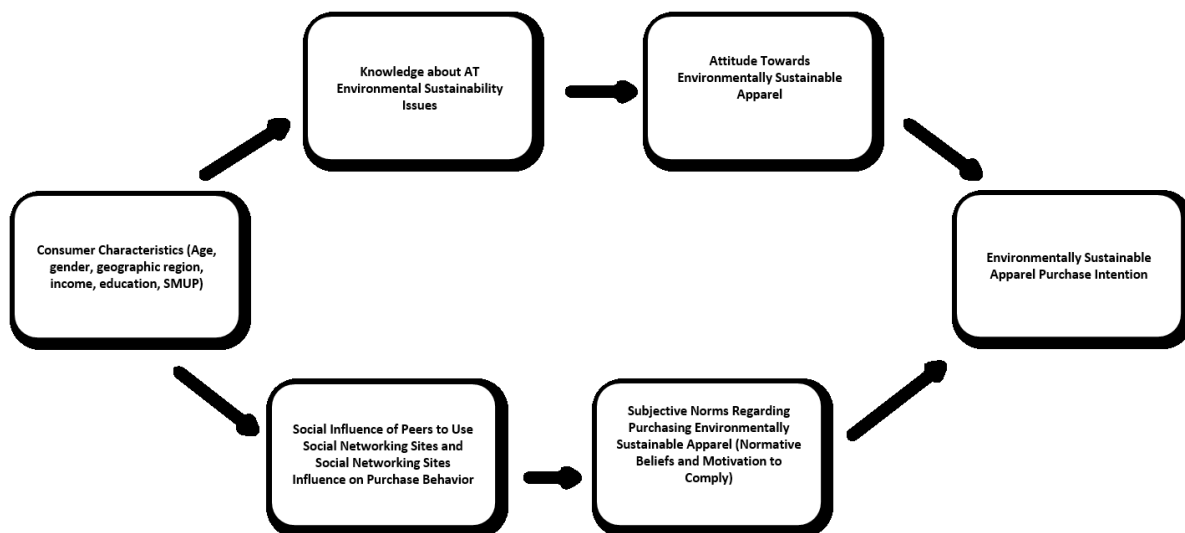 Knowledge about AT
Environmental Sustainability
Issues
Attitude Towards
Environmentally Sustainable
Apparel
Consumer Characteristics (Age,
gender, geographic region,
income, education, SMUP)
Environmentally Sustainable
Apparel Purchase Intention
Social Influence of Peers to Use
Social Networking Sites and
Social Networking Sites
Influence on Purchase Behavior
Subjective Norms Regarding
Purchasing Environmentally
Sustainable Apparel (Normative
Beliefs and Motivation to
Comply)